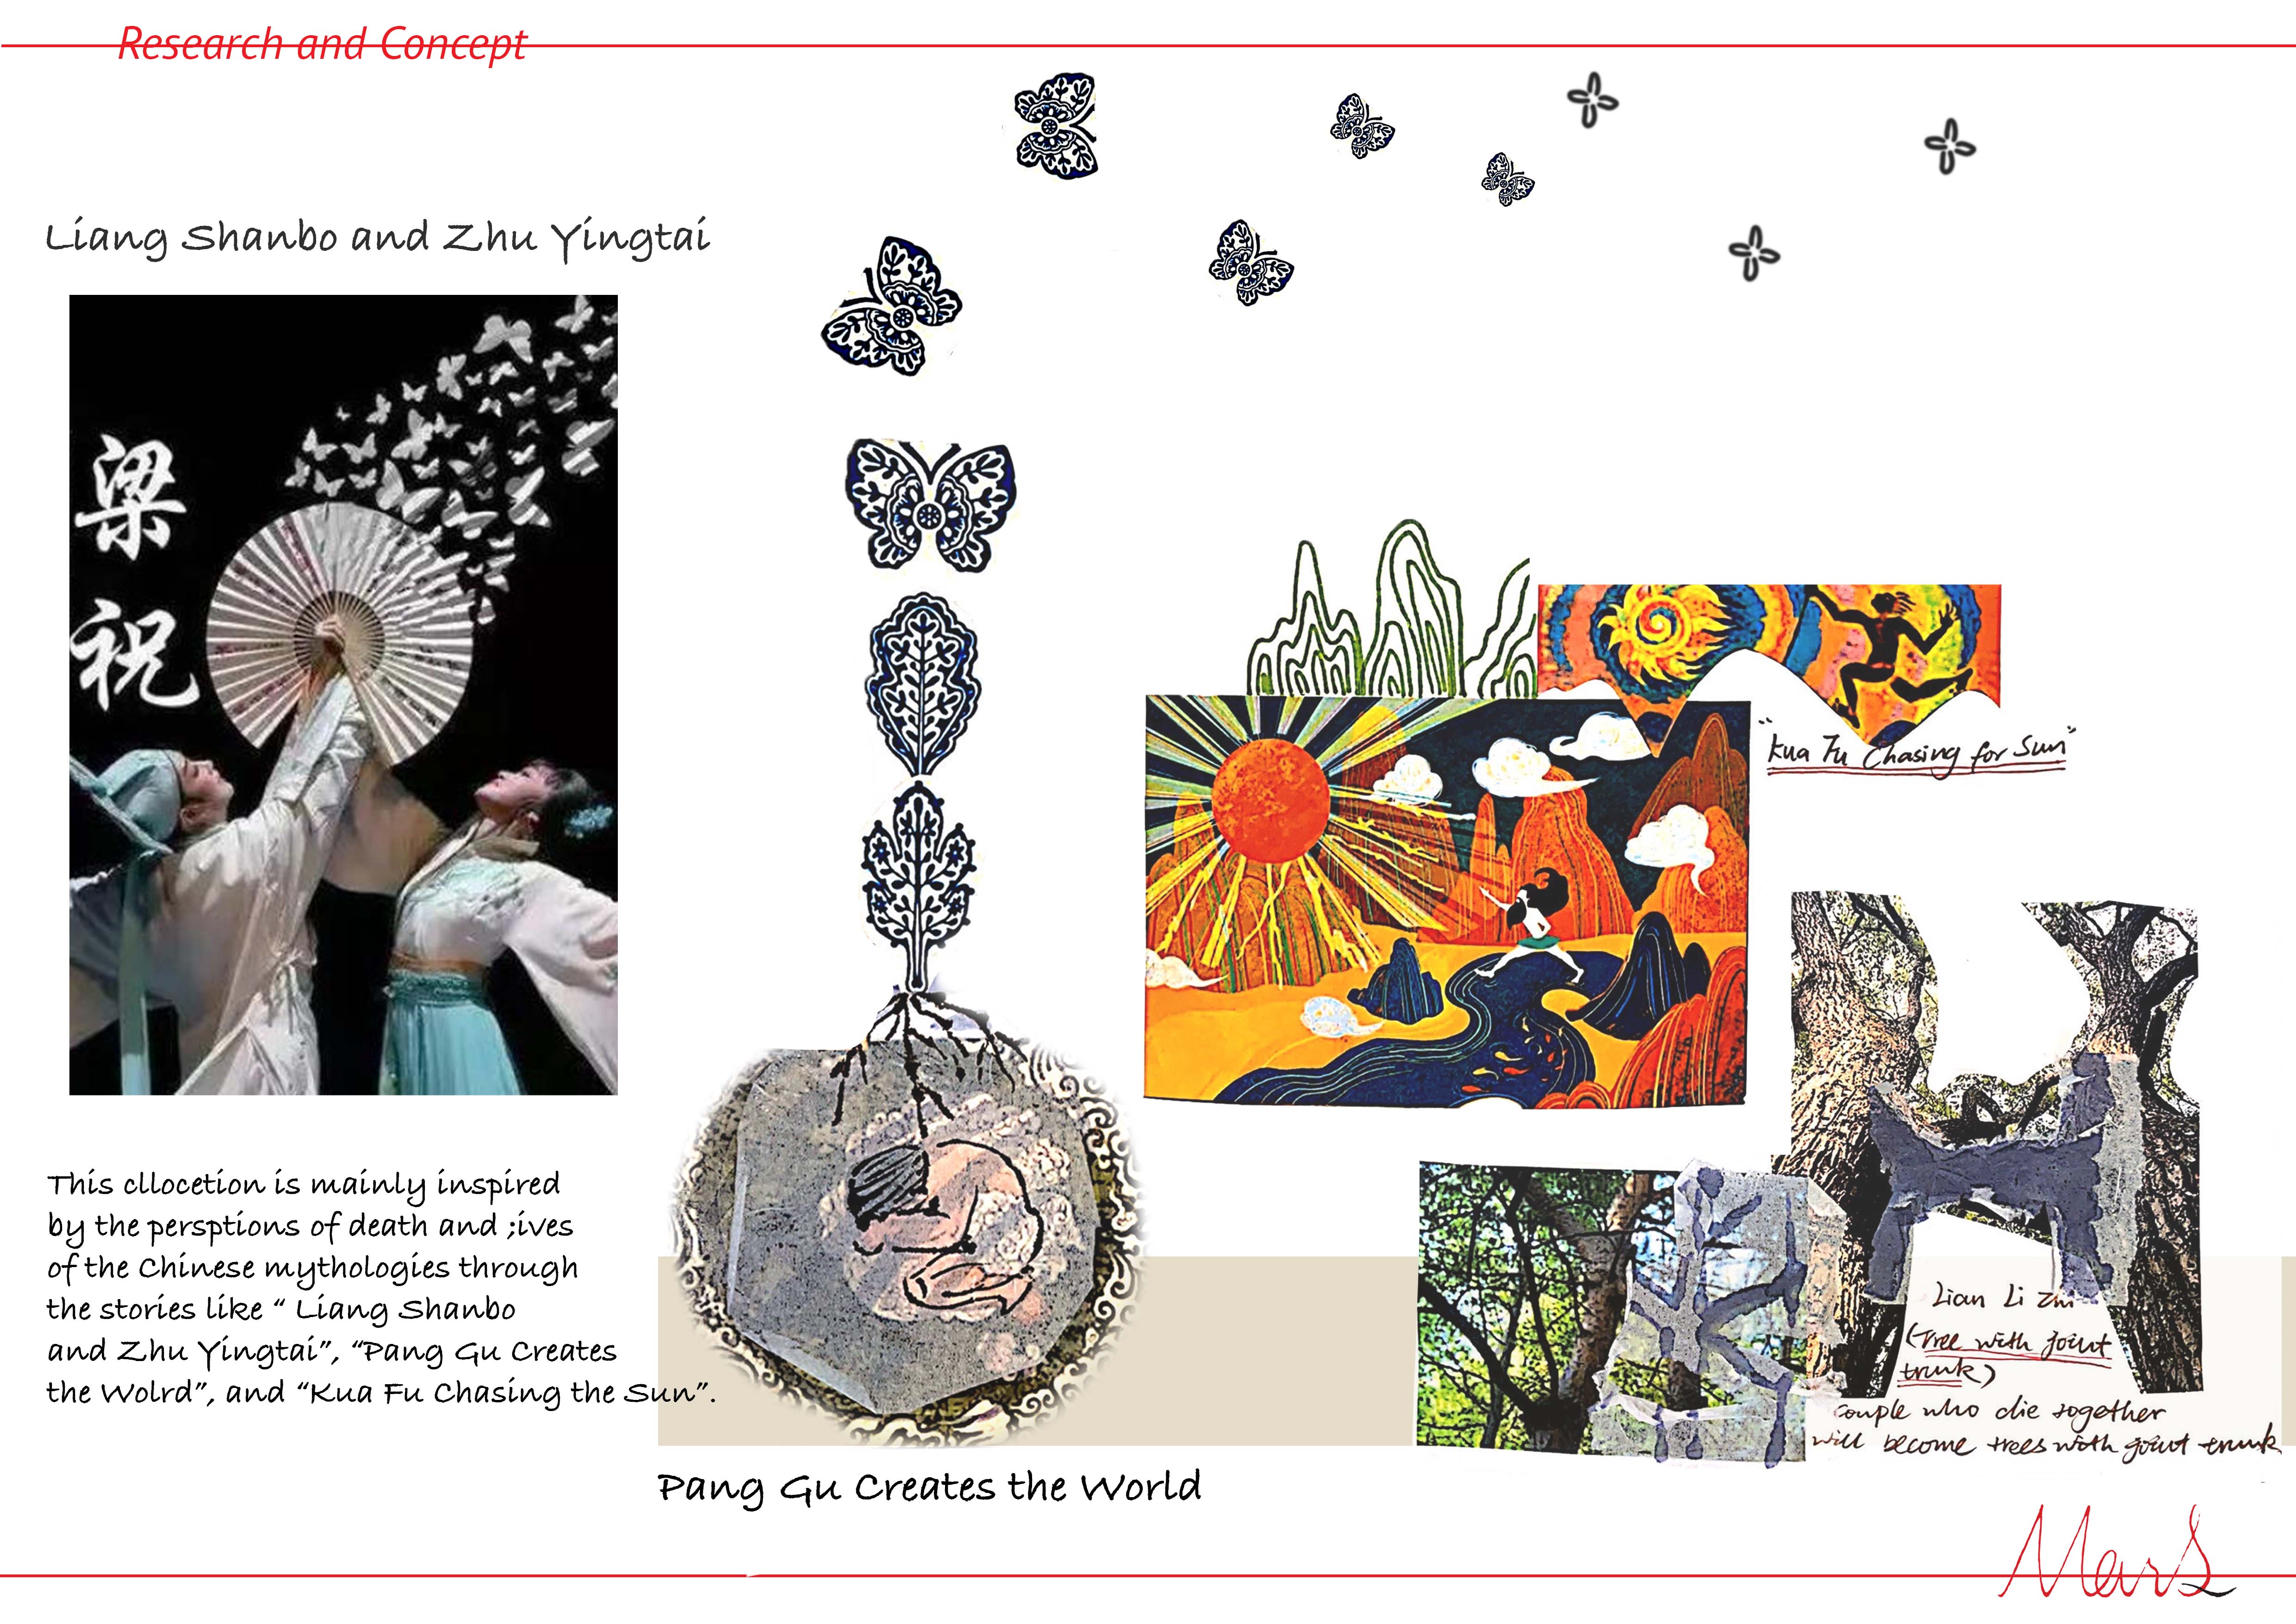 Research and Concept
Liang Shanbo and Zhu Yingtai
梁
祝
This cllocetion is mainly inspired
by the persptions of death and ;ives
of the Chinese mythologies through
the stories like “ Liang Shanbo
and Zhu Yingtai”, “Pang Gu Creates
the Wolrd”, and “Kua Fu Chasing the Sun”.
Pang Gu Creates the World
“Kua Fu Chasing for Sun”
Lian Li Zhi
(Tree with joint
trunk)
couple who die together
will become trees with joint trunk
Mars